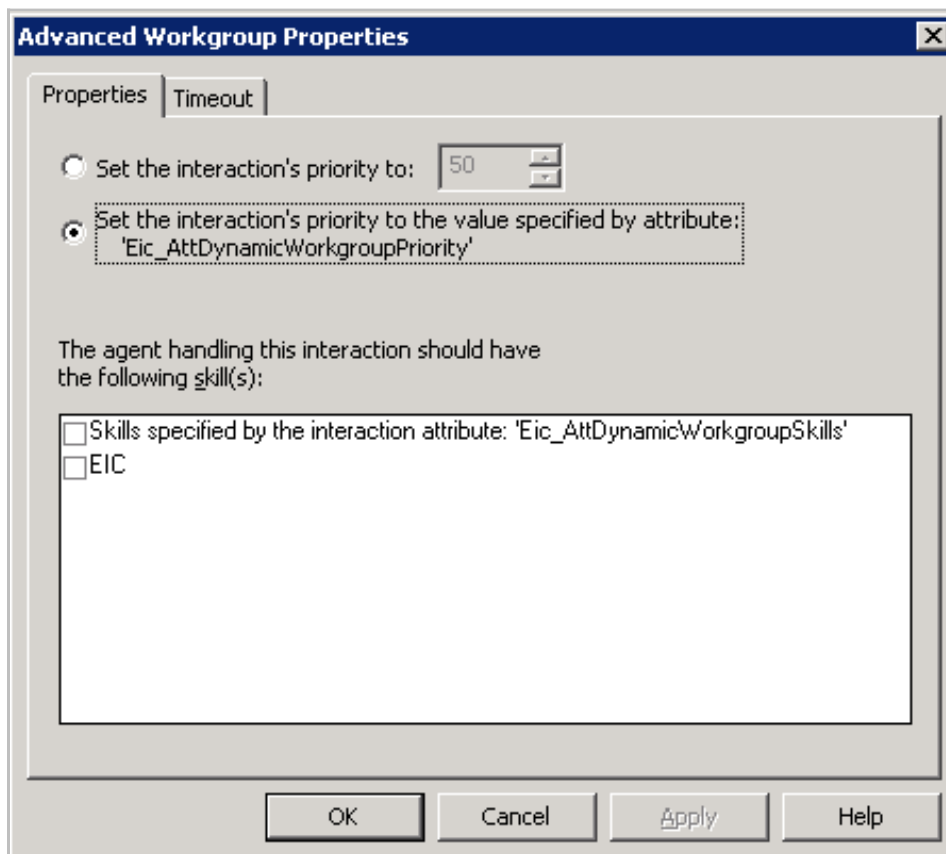 Advanced Workgroup Properties
Properties
Timeout
Set the interaction's priority to:
50
Set the interaction's priority to the value specified by attribute:
'Eic_AttDynamicWorkgroupPriority'
The agent handling this interaction should have
the following skill(s):
Skills specified by the interaction attribute: 'Eic_AttDynamicWorkgroupSkills'
EIC
OK
Cancel
Apply
Help